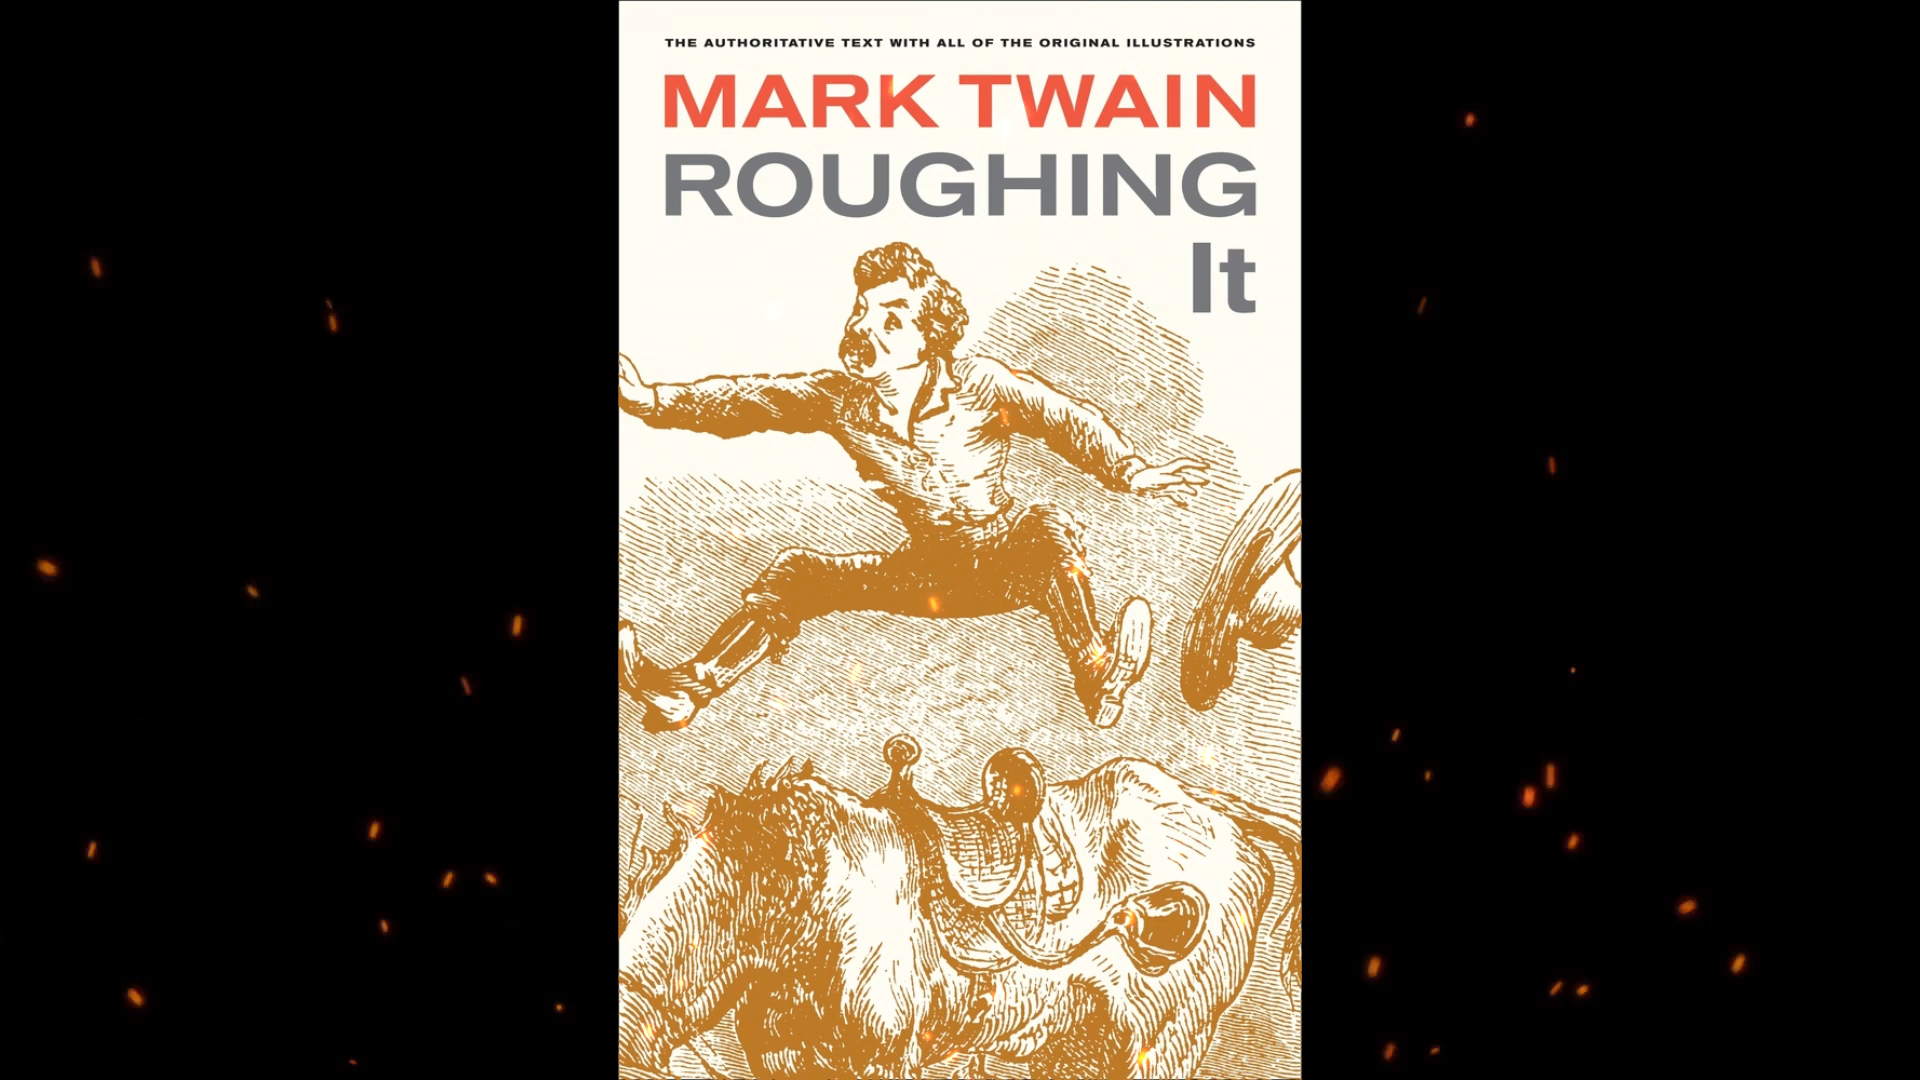 THE AUTHORITATIVE TEXT WITH ALL OF THE ORIGINAL ILLUSTRATIONS
MARK TWAIN
ROUGHING
It